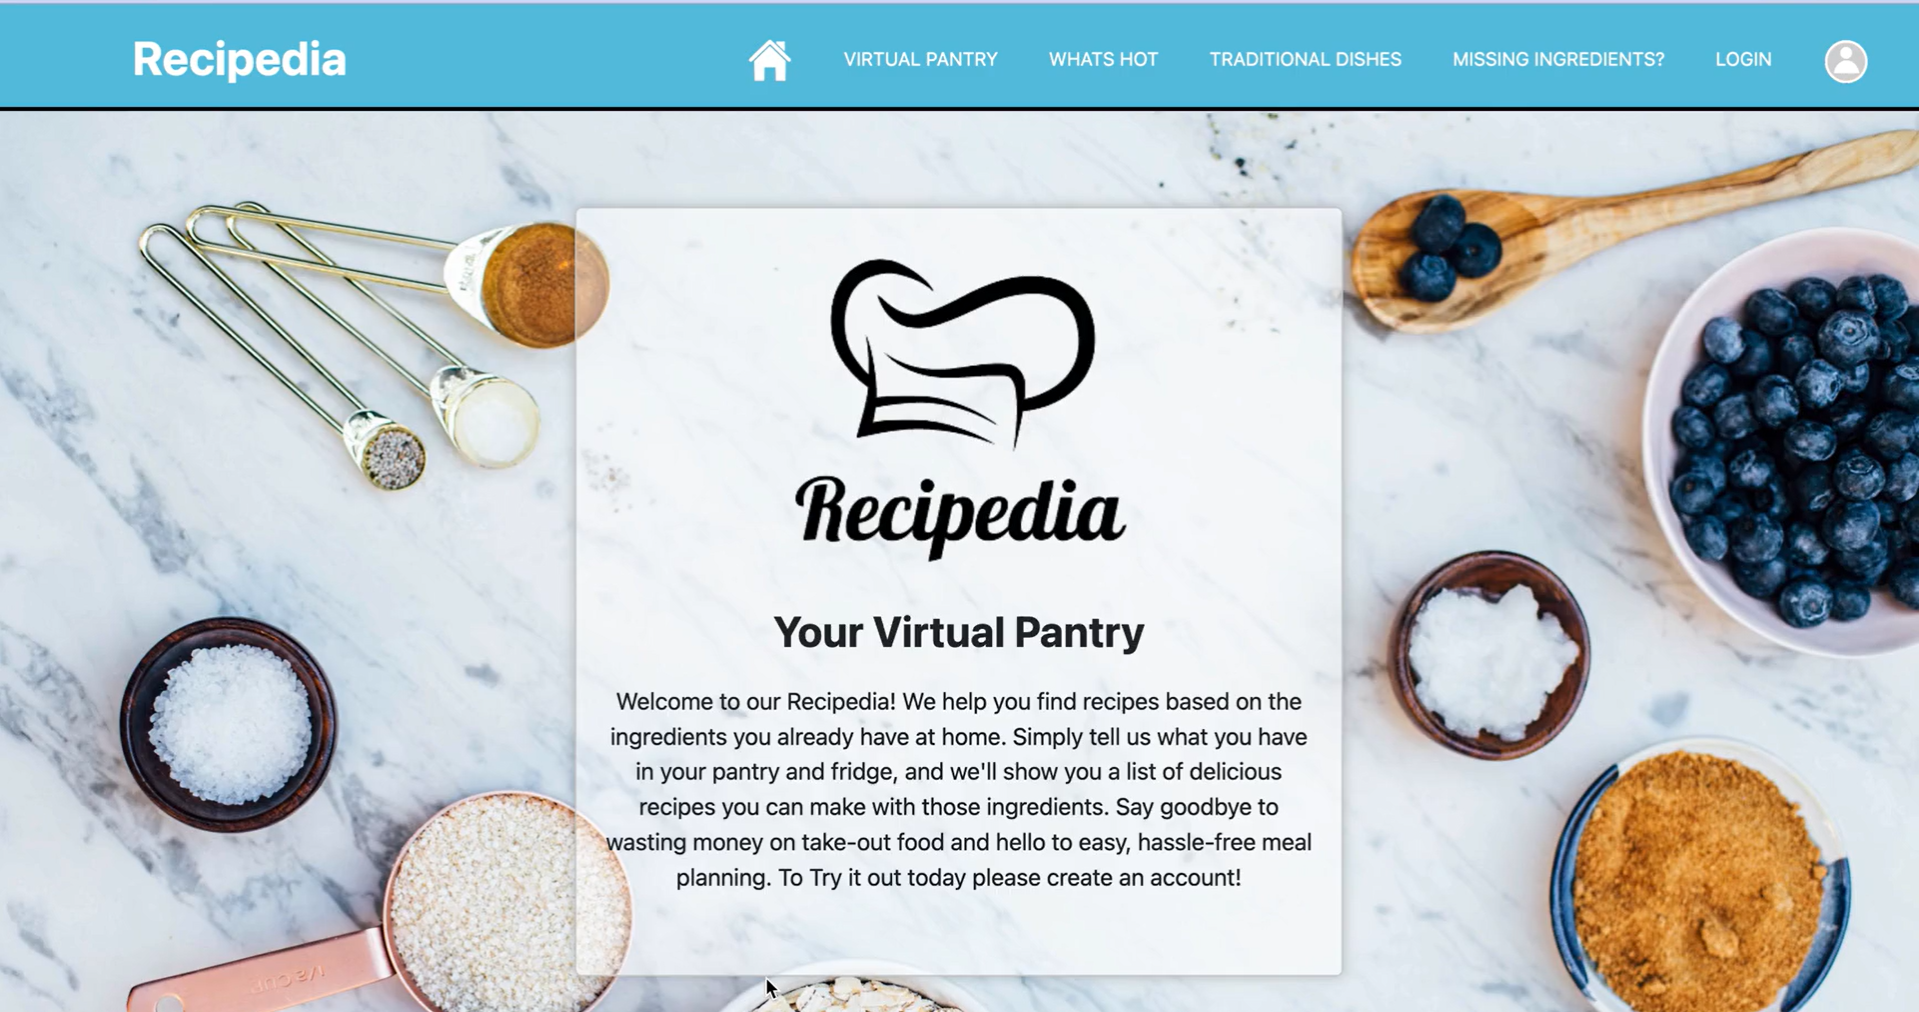 Recipedia
VIRTUAL PANTRY
WHATS HOT
TRADITIONAL DISHES
MISSING INGREDIENTS?
LOGIN
Recipedia
Your Virtual Pantry
Welcome to our Recipedia! We help you find recipes based on the
ingredients you already have at home. Simply tell us what you have
in your pantry and fridge, and we'll show you a list of delicious
recipes you can make with those ingredients. Say goodbye to
wasting money on take-out food and hello to easy, hassle-free meal
planning. To Try it out today please create an account!
1/3 CUP